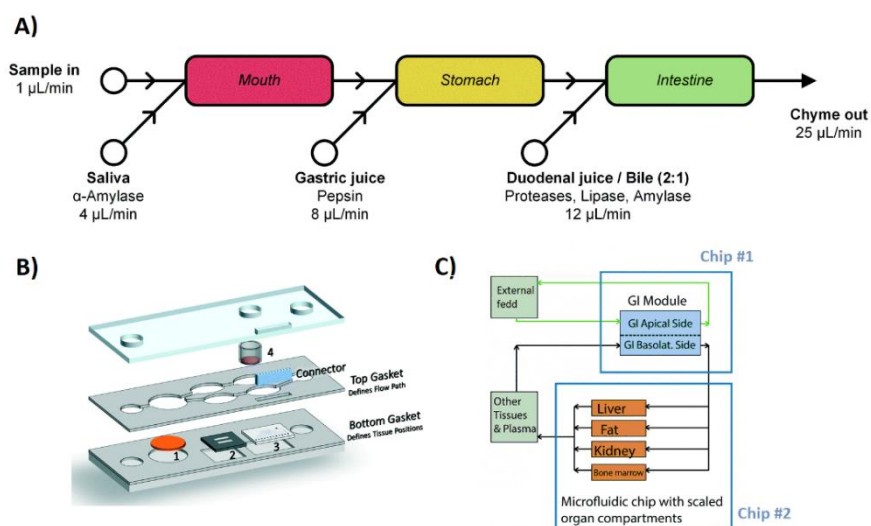 A)
Sample in
1 µL/min
Mouth
Stomach
Intestine
Chyme out
25 µL/min
Saliva
α-Amylase
4 µL/min
Gastric juice
Pepsin
8 µL/min
Duodenal juice / Bile (2:1)
Proteases, Lipase, Amylase
12 µL/min
B)
4
Connector
Top Gasket
Defines Flow Path
Bottom Gasket
Defines Tissue Positions
1
2
3
C)
Chip #1
External
fedd
GI Module
GI Apical Side
GI Basolat. Side
Other
Tissues
& Plasma
Liver
Fat
Kidney
Bone marrow
Microfluidic chip with scaled
organ compartments
Chip #2